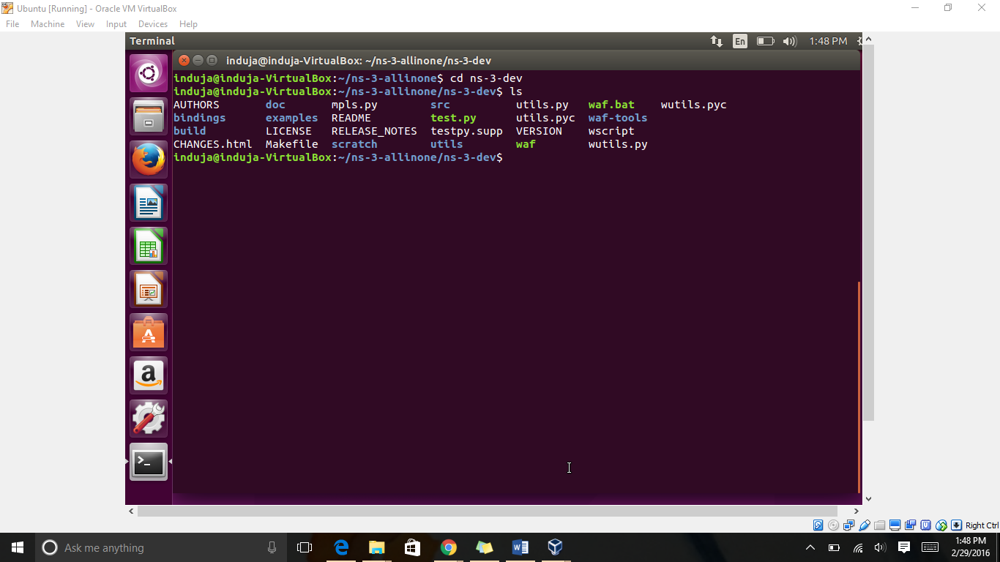 Ubuntu [Running] - Oracle VM VirtualBox
File Machine View Input Devices Help
Terminal En 1:48 PM
induja@induja-VirtualBox: ~/ns-3-allinone/ns-3-dev
induja@induja-VirtualBox:~/ns-3-allinone$ cd ns-3-dev
induja@induja-VirtualBox:~/ns-3-allinone/ns-3-dev$ ls
AUTHORS doc mpls.py src utils.py waf.bat wutils.pyc
bindings examples README test.py utils.pyc waf-tools
build LICENSE RELEASE_NOTES testpy.supp VERSION wscript
CHANGES.html Makefile scratch utils waf wutils.py
induja@induja-VirtualBox:~/ns-3-allinone/ns-3-dev$
Right Ctrl
Ask me anything
1:48 PM
2/29/2016